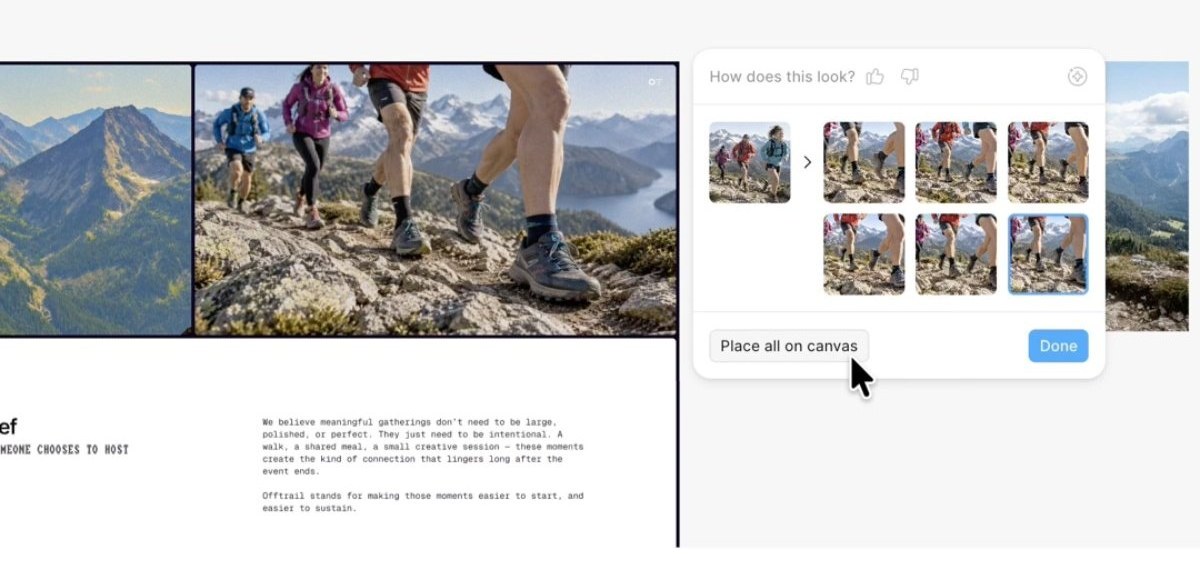 How does this look?
Place all on canvas
Done
ef
MEONE CHOOSES TO HOST
We believe meaningful gatherings don't need to be large,
polished, or perfect. They just need to be intentional. A
walk, a shared meal, a small creative session — these moments
create the kind of connection that lingers long after the
event ends.
Offtrail stands for making those moments easier to start, and
easier to sustain.